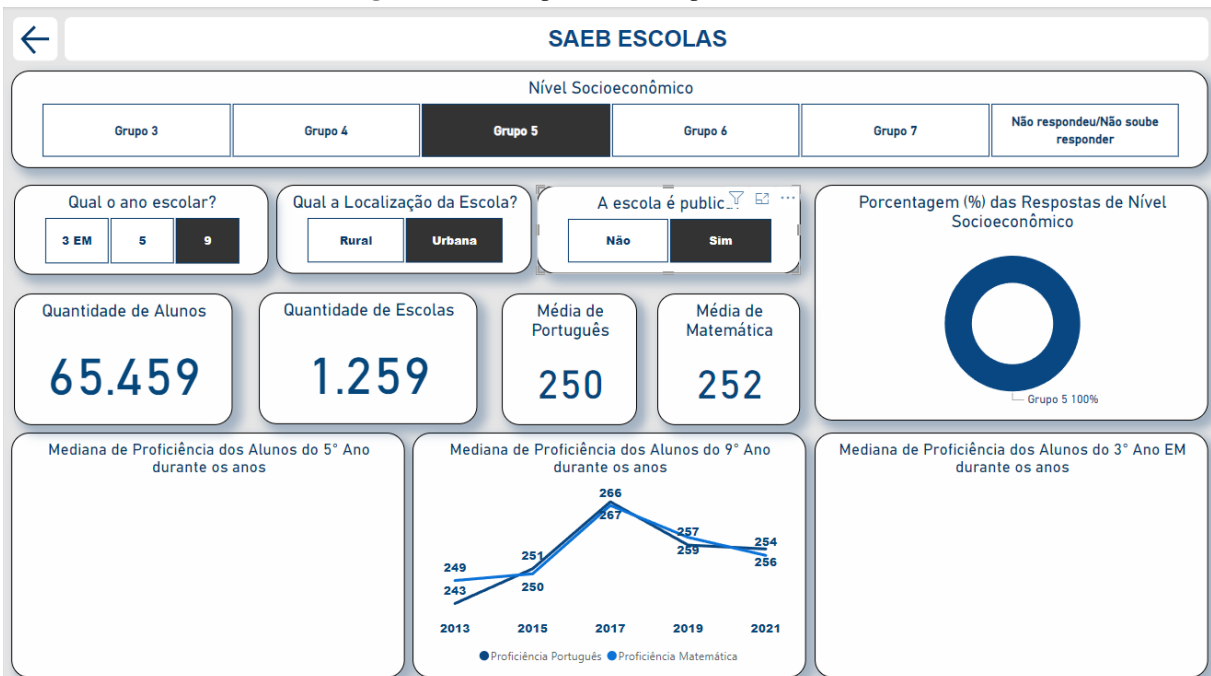 SAEB ESCOLAS
Nível Socioeconômico
Grupo 3
Grupo 4
Grupo 5
Grupo 6
Grupo 7
Não respondeu/Não soube
responder
Qual o ano escolar?
3 EM
5
9
Qual a Localização da Escola?
Rural
Urbana
A escola é public...
Não
Sim
Porcentagem (%) das Respostas de Nível
Socioeconômico
Grupo 5 100%
Quantidade de Alunos
65.459
Quantidade de Escolas
1.259
Média de
Português
250
Média de
Matemática
252
Mediana de Proficiência dos Alunos do 5° Ano
durante os anos
Mediana de Proficiência dos Alunos do 9° Ano
durante os anos
266
267
257
259
254
256
251
250
249
243
2013
2015
2017
2019
2021
Proficiência Português
Proficiência Matemática
Mediana de Proficiência dos Alunos do 3° Ano EM
durante os anos